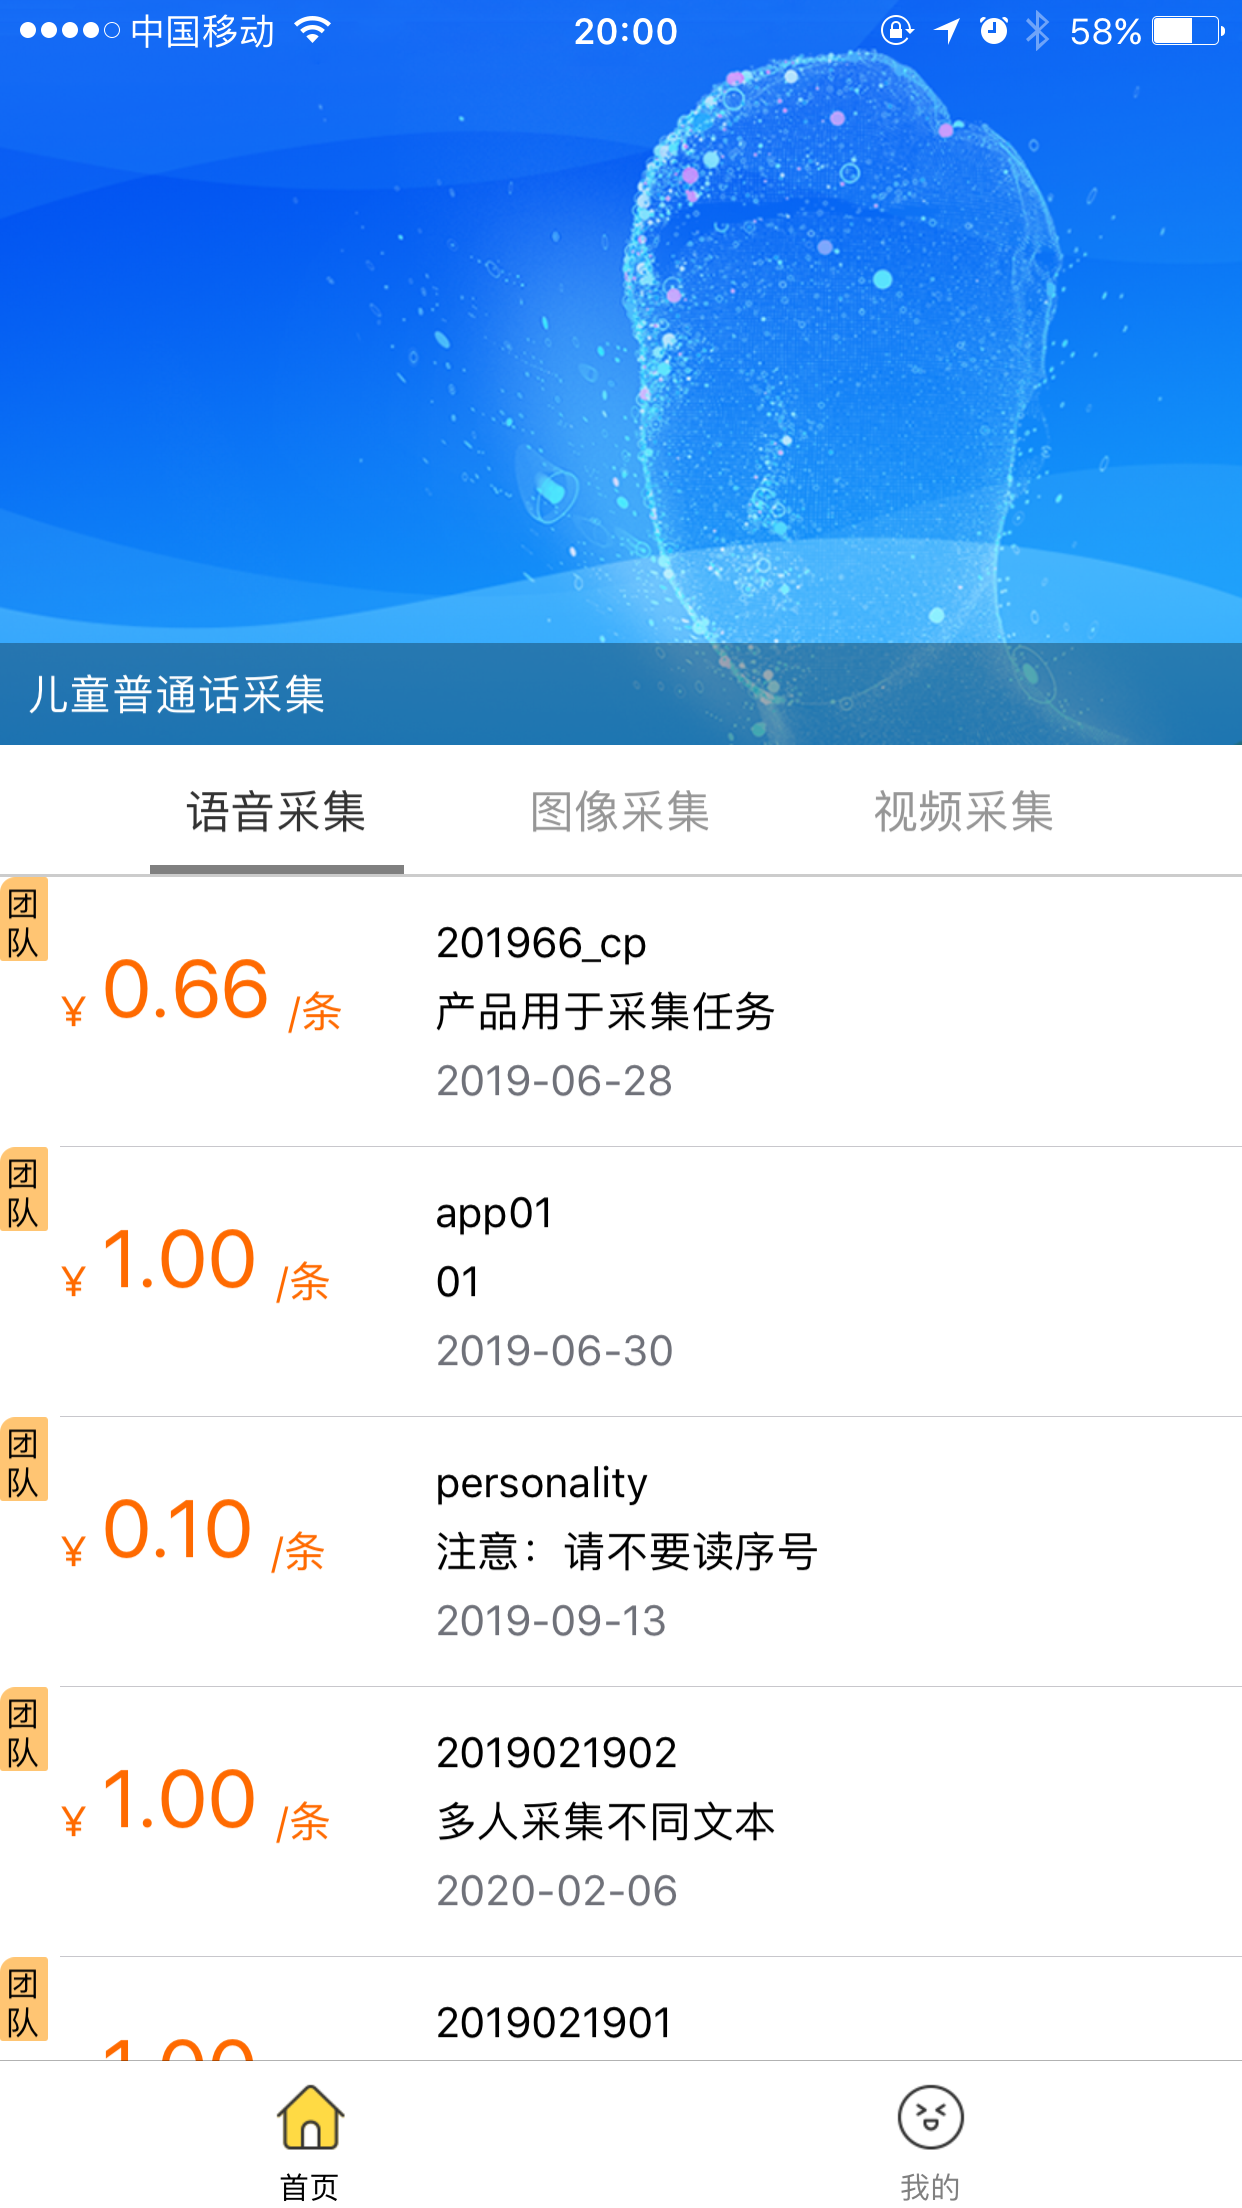 中国移动 20:00 58%
儿童普通话采集
语音采集 图像采集 视频采集
团队
¥ 0.66 /条
201966_cp
产品用于采集任务
2019-06-28
团队
¥ 1.00 /条
app01
01
2019-06-30
团队
¥ 0.10 /条
personality
注意：请不要读序号
2019-09-13
团队
¥ 1.00 /条
2019021902
多人采集不同文本
2020-02-06
团队
1.00
2019021901
首页 我的